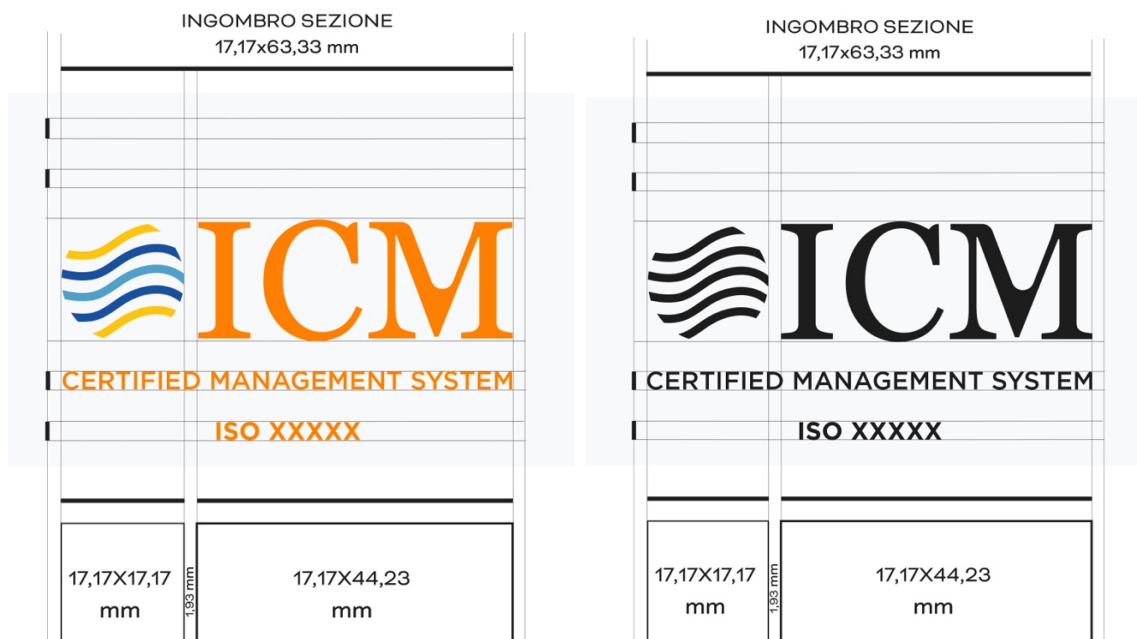 INGOMBRO SEZIONE
17,17x63,33 mm
ICM
CERTIFIED MANAGEMENT SYSTEM
ISO XXXXX
17,17X17,17
mm
1,93 mm
17,17X44,23
mm
INGOMBRO SEZIONE
17,17x63,33 mm
ICM
CERTIFIED MANAGEMENT SYSTEM
ISO XXXXX
17,17X17,17
mm
1,93 mm
17,17X44,23
mm